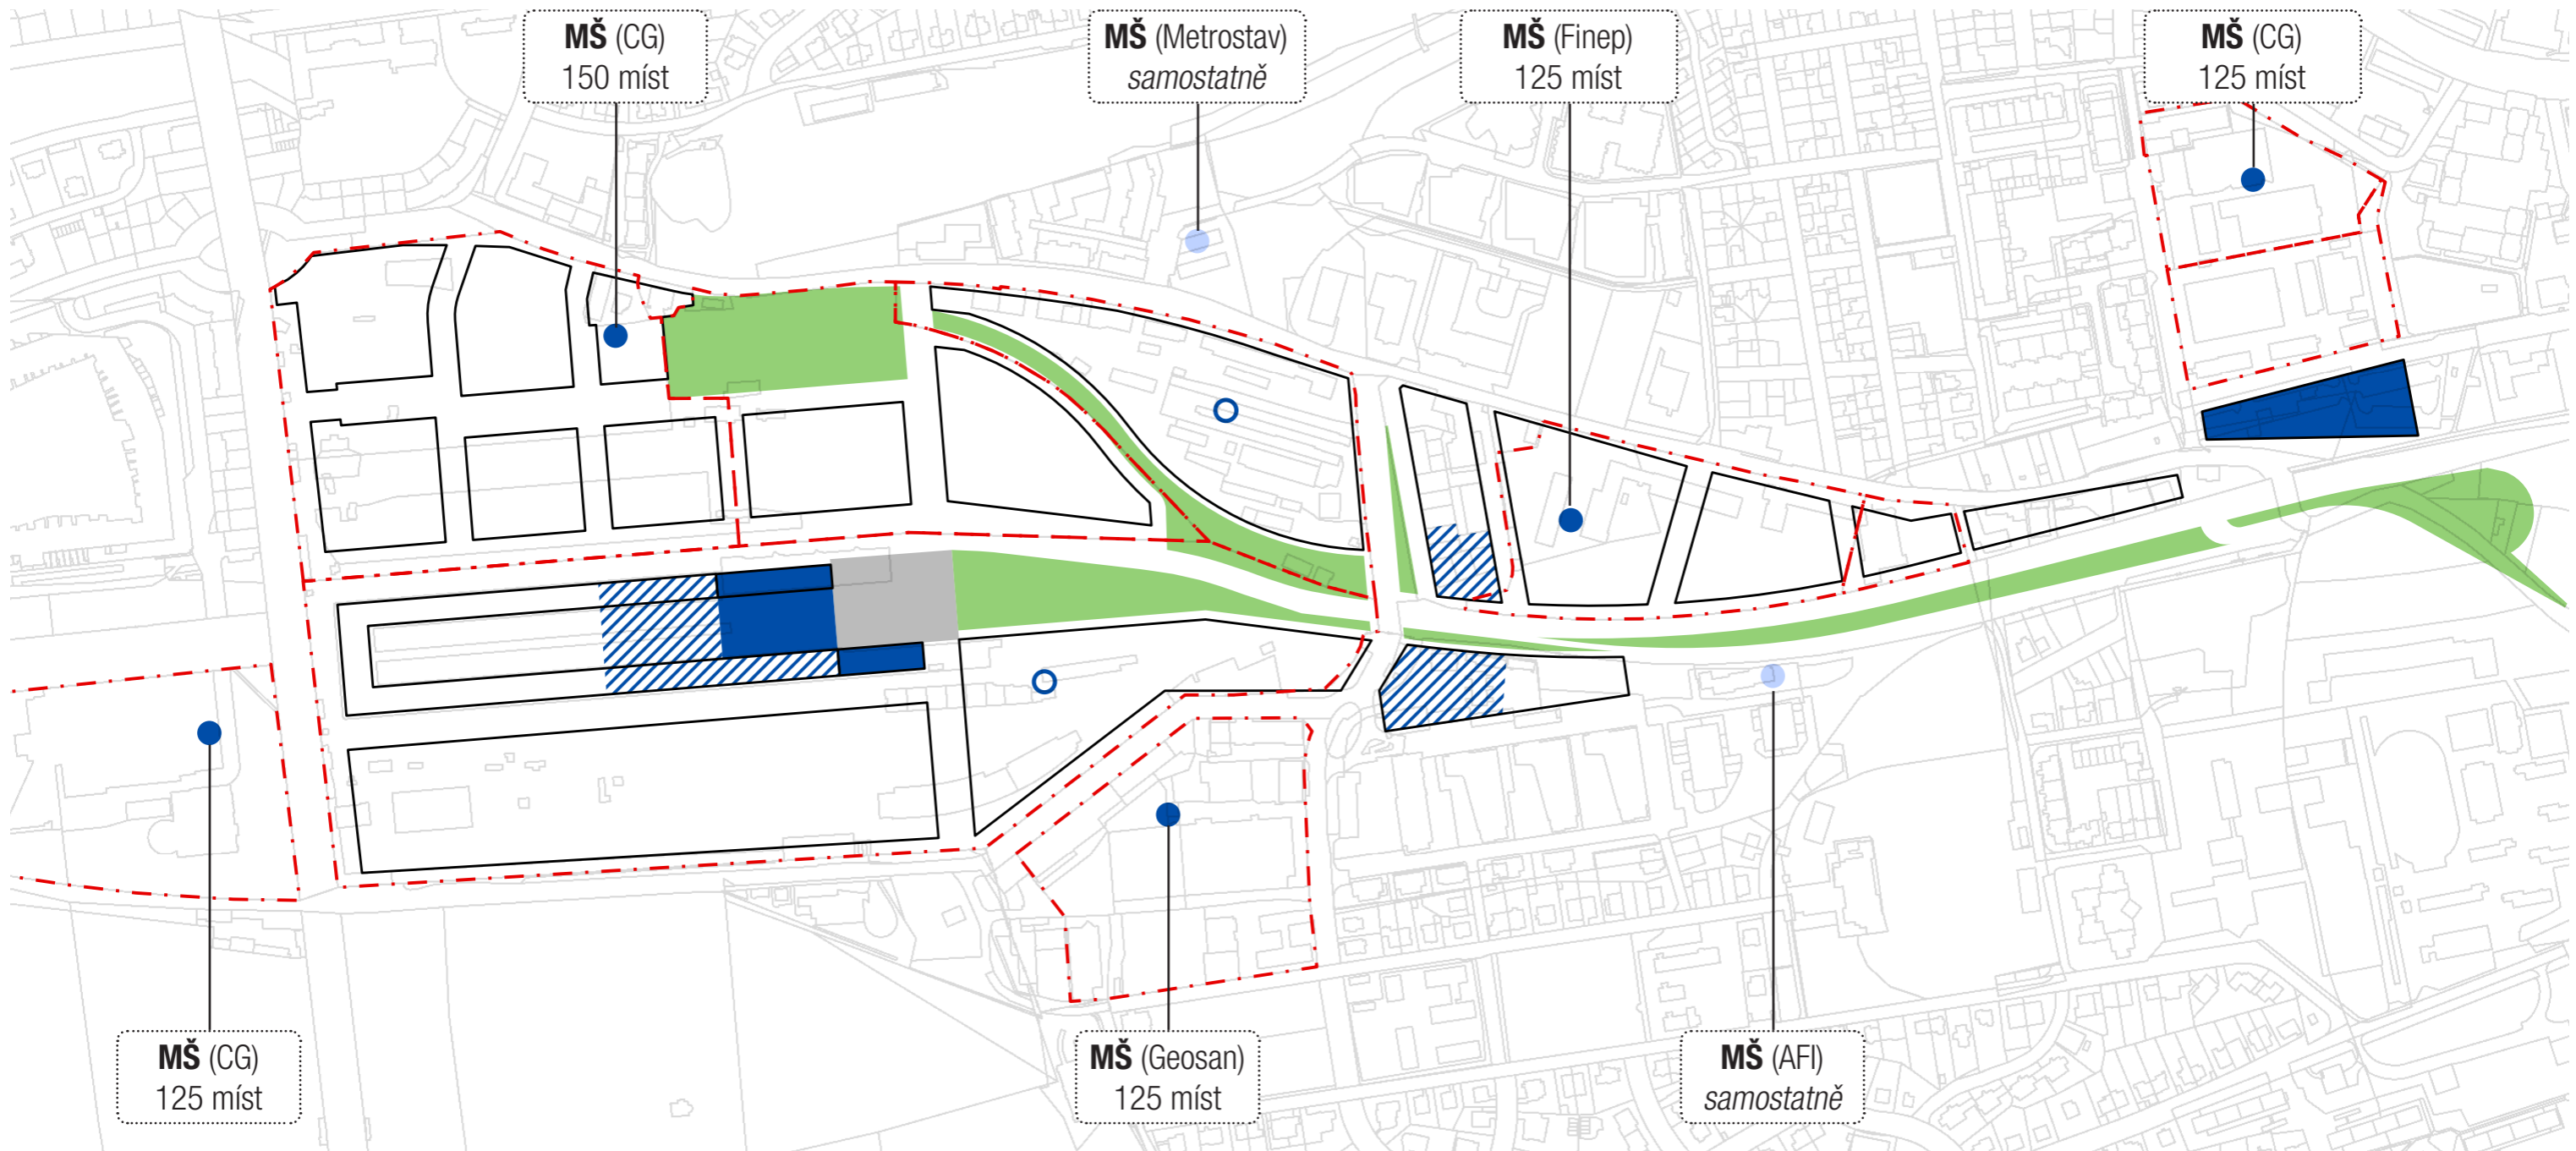 MŠ (CG)
150 míst
MŠ (Metrostav)
samostatně
MŠ (Finep)
125 míst
MŠ (CG)
125 míst
MŠ (CG)
125 míst
MŠ (Geosan)
125 míst
MŠ (AFI)
samostatně